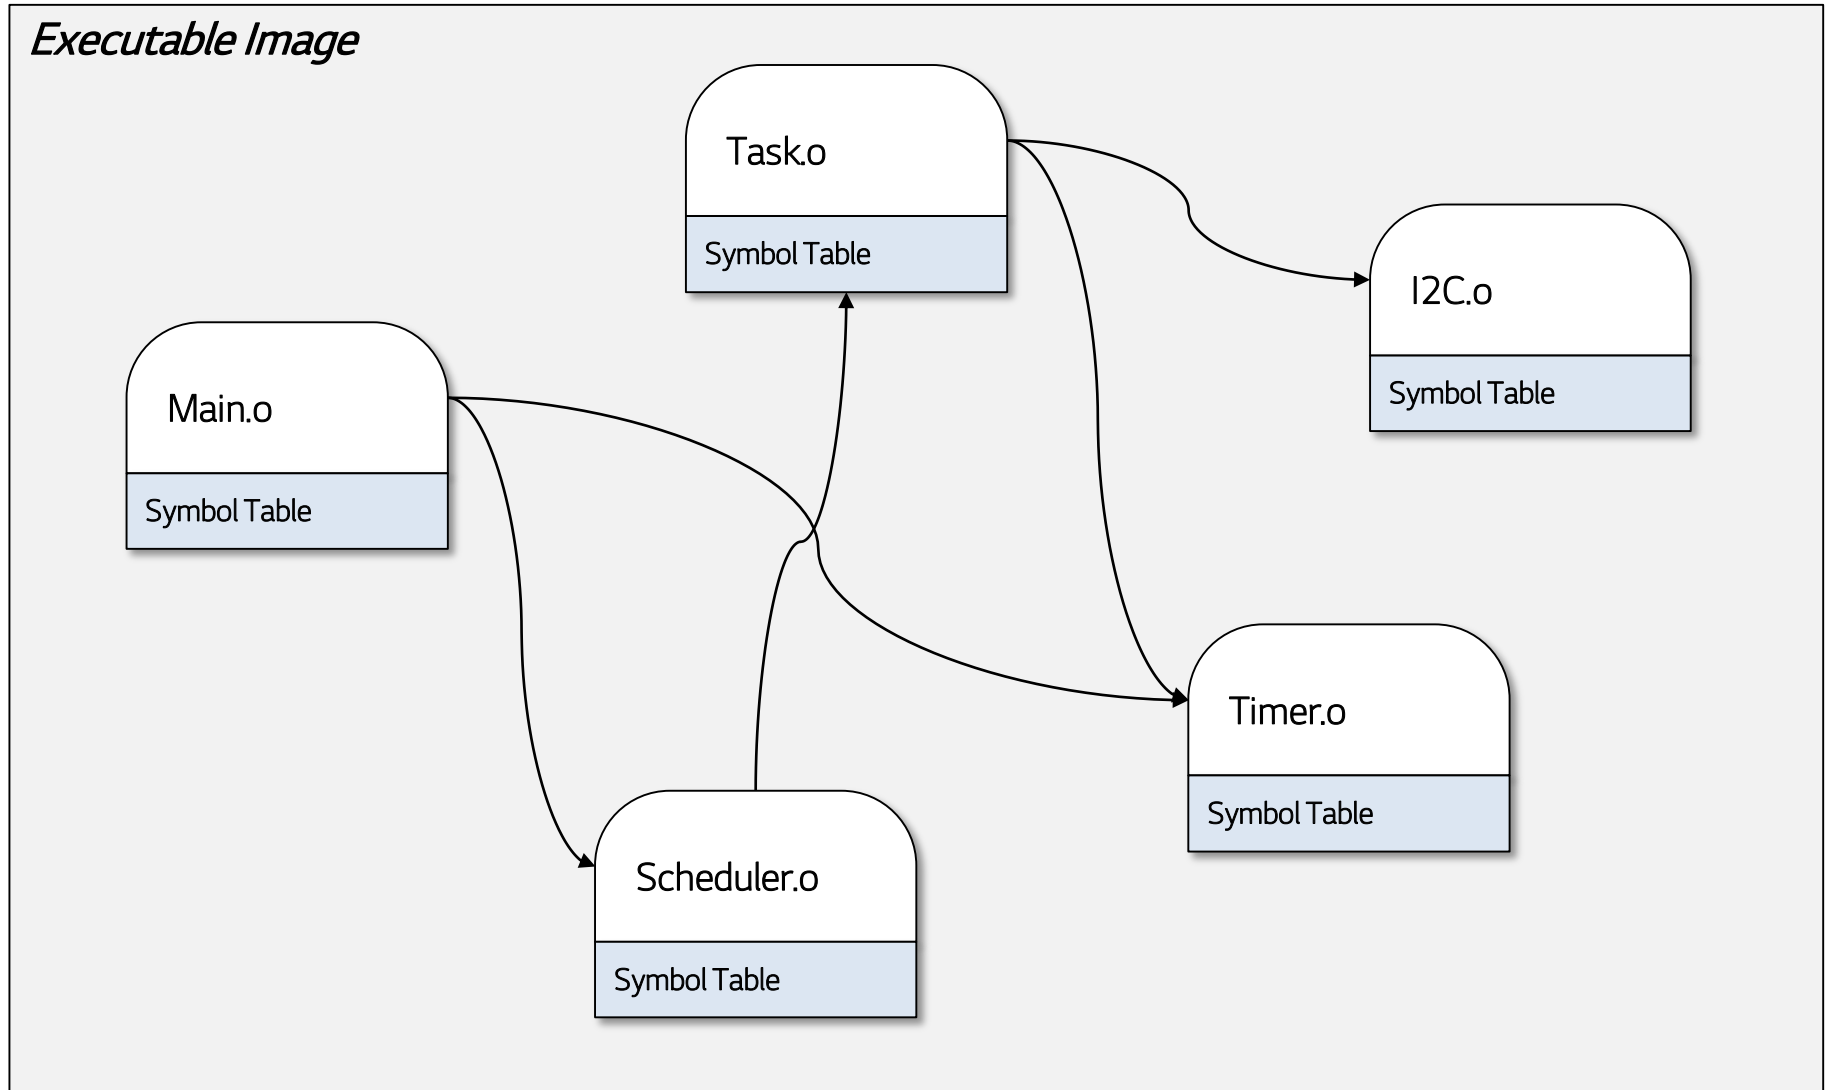 Executable Image
Task.o
Symbol Table
I2C.o
Symbol Table
Main.o
Symbol Table
Timer.o
Symbol Table
Scheduler.o
Symbol Table